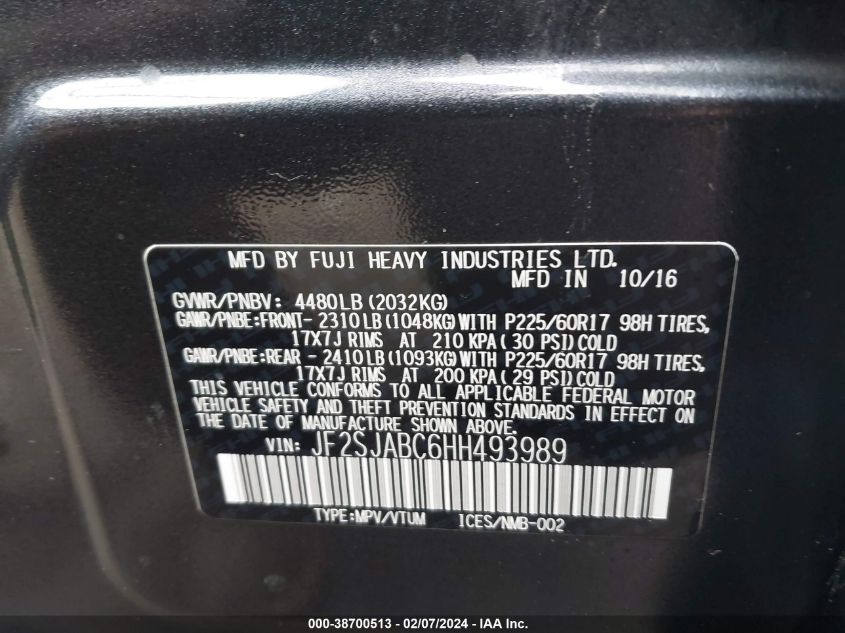 MFD BY FUJI HEAVY INDUSTRIES LTD.
MFD IN 10/16
GVWR/PNBV: 4480LB (2032KG)
GAWR/PNBE:FRONT- 2310LB (1048KG) WITH P225/60R17 98H TIRES,
17X7J RIMS AT 210 KPA (30 PSI) COLD
GAWR/PNBE:REAR - 2410LB (1093KG) WITH P225/60R17 98H TIRES,
17X7J RIMS AT 200 KPA (29 PSI) COLD
THIS VEHICLE CONFORMS TO ALL APPLICABLE FEDERAL MOTOR
VEHICLE SAFETY AND THEFT PREVENTION STANDARDS IN EFFECT ON
THE DATE OF MANUFACTURE SHOWN ABOVE.
VIN: JF2SJABC6HH493989
TYPE:MPV/VTUM ICES/NMB-002
000-38700513 - 02/07/2024 - IAA Inc.